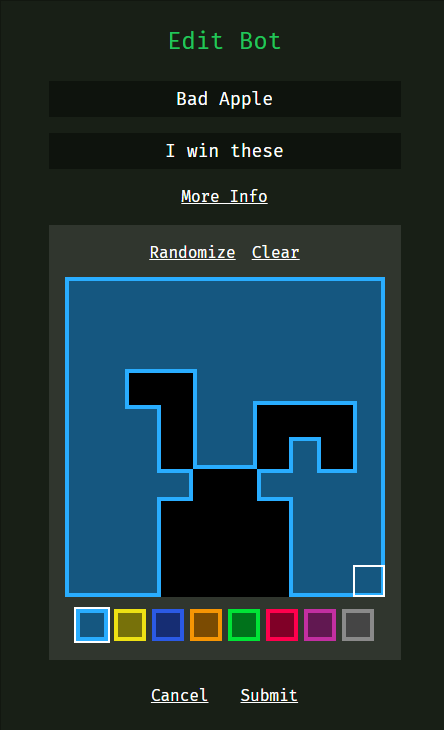 Edit Bot
Bad Apple
I win these
More Info
Randomize Clear
Cancel Submit